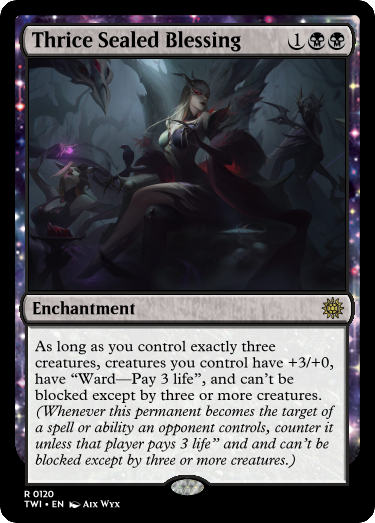 Thrice Sealed Blessing 1
Enchantment
As long as you control exactly three
creatures, creatures you control have +3/+0,
have “Ward—Pay 3 life”, and can't be
blocked except by three or more creatures.
(Whenever this permanent becomes the target
of a spell or ability an opponent controls, counter it
unless that player pays 3 life” and and can't be
blocked except by three or more creatures.)
R 0120
TWI • EN Aix Wyx